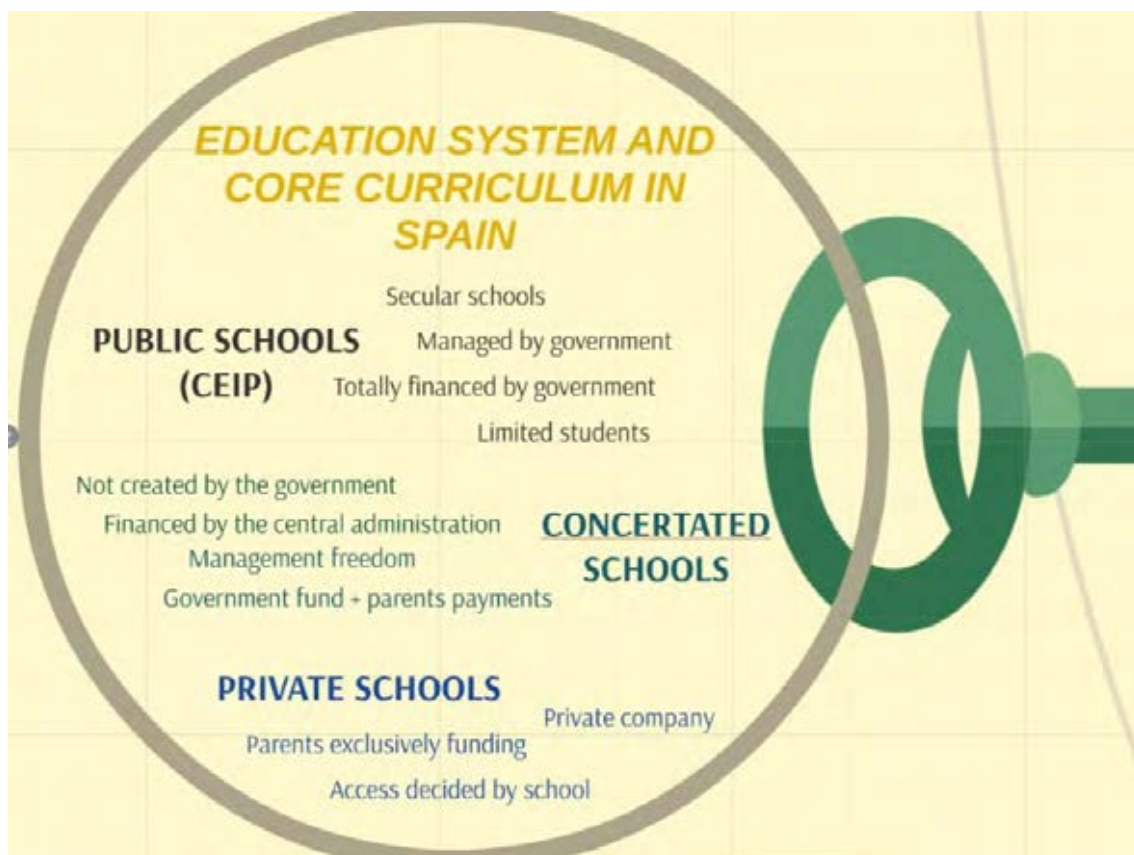 EDUCATION SYSTEM AND
CORE CURRICULUM IN
SPAIN
Secular schools
PUBLIC SCHOOLS
(CEIP)
Managed by government
Totally financed by government
Limited students
Not created by the government
Financed by the central administration
CONCERTATED
SCHOOLS
Management freedom
Government fund + parents payments
PRIVATE SCHOOLS
Private company
Parents exclusively funding
Access decided by school